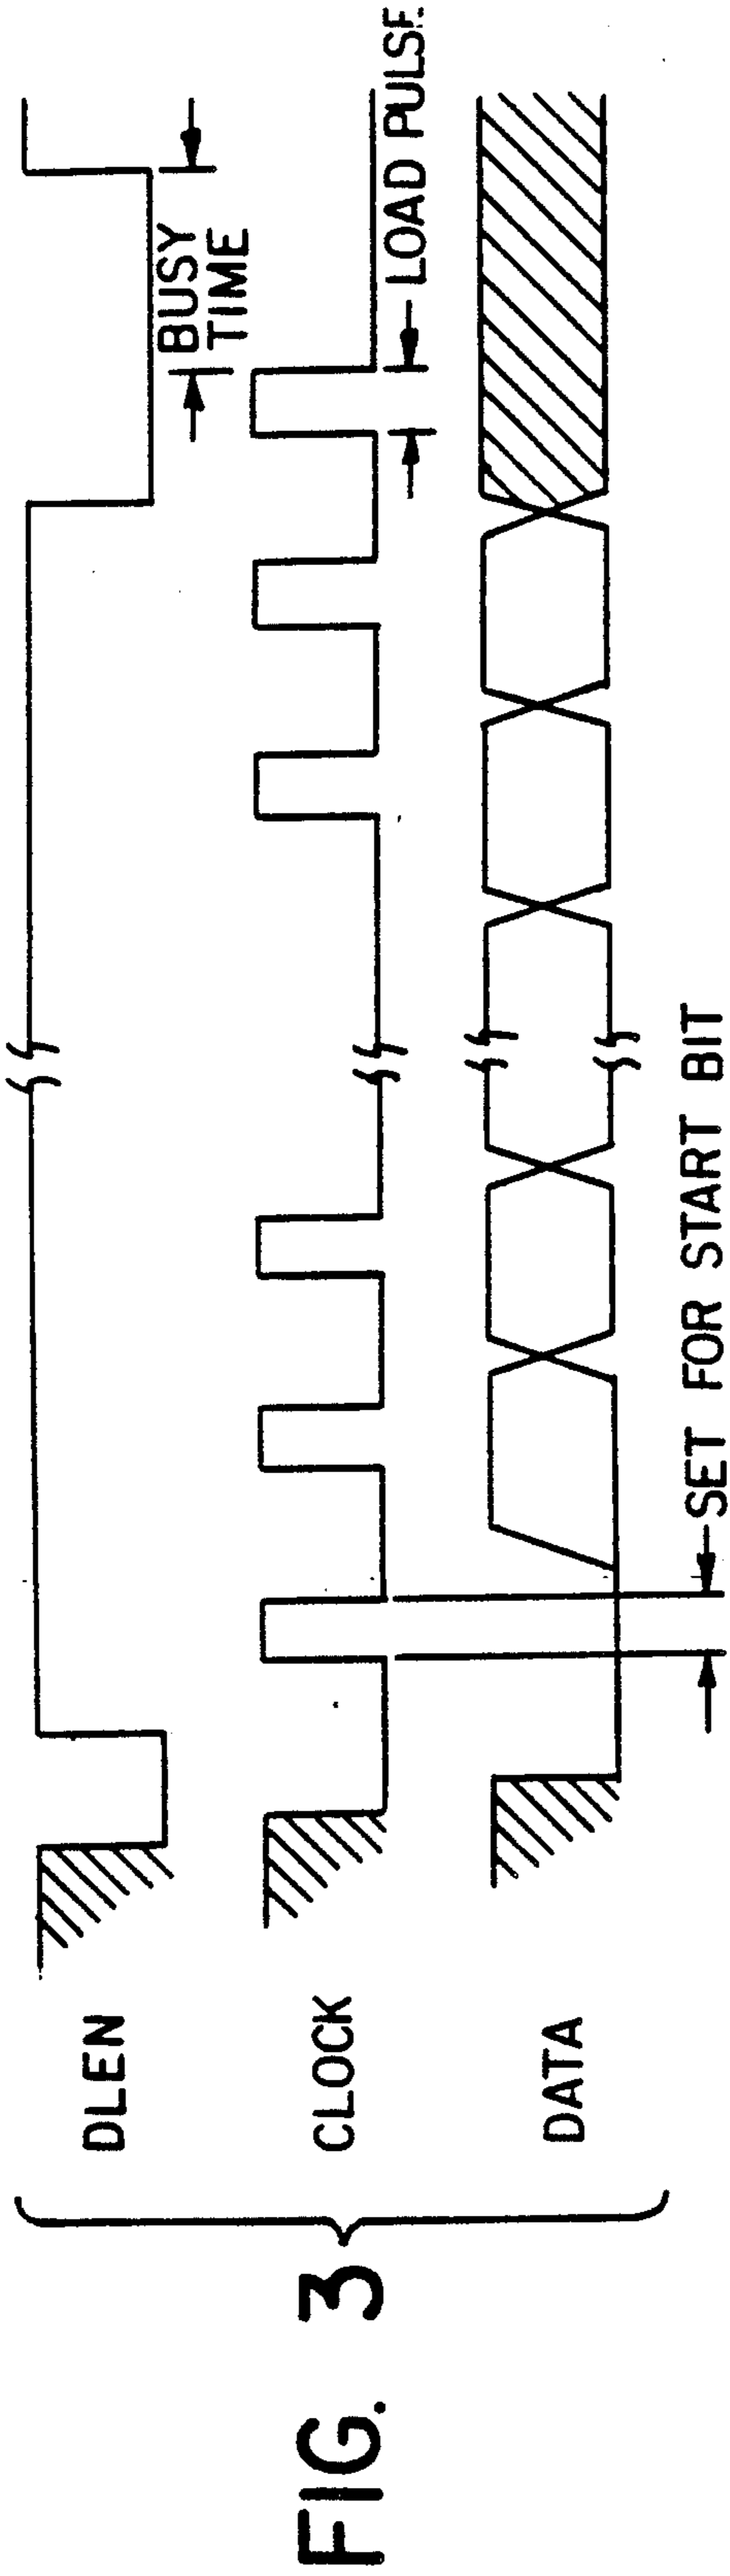 DLEN
BUSY
TIME
CLOCK
LOAD PULSE
DATA
SET FOR START BIT
FIG. 3